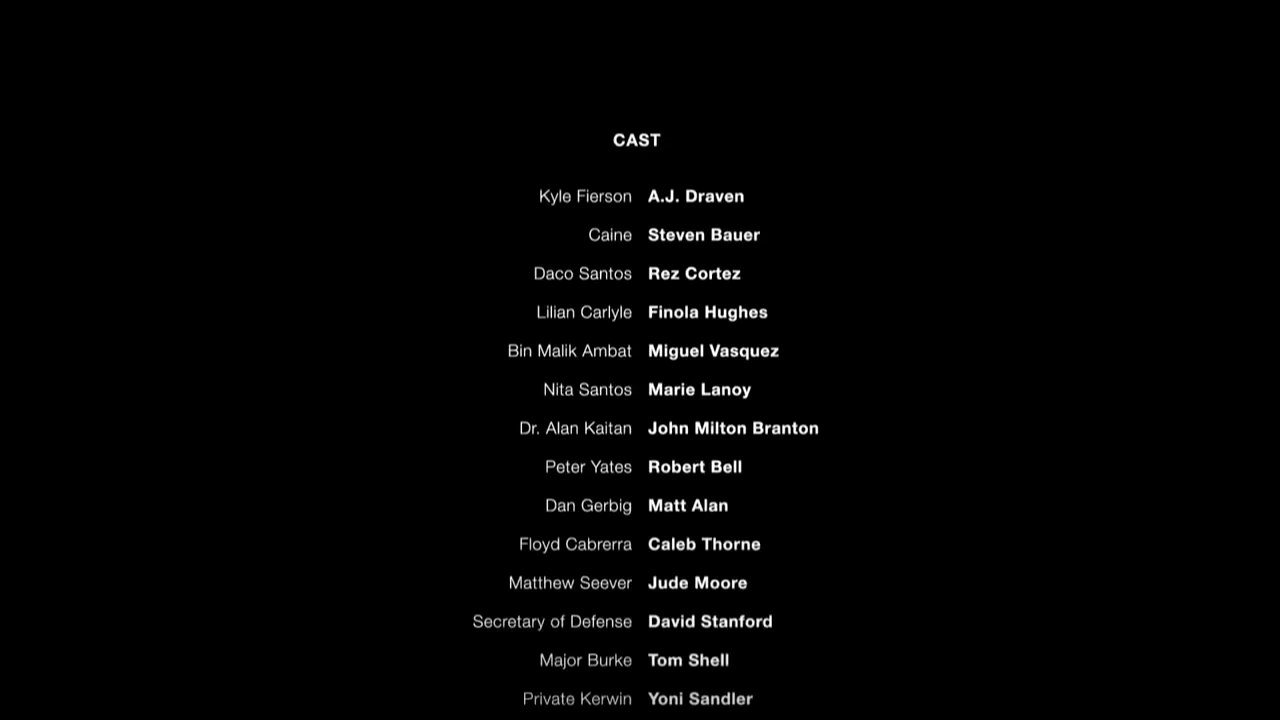 CAST
Kyle Fierson A.J. Draven
Caine Steven Bauer
Daco Santos Rez Cortez
Lilian Carlyle Finola Hughes
Bin Malik Ambat Miguel Vasquez
Nita Santos Marie Lanoy
Dr. Alan Kaitan John Milton Branton
Peter Yates Robert Bell
Dan Gerbig Matt Alan
Floyd Cabrerra Caleb Thorne
Matthew Seever Jude Moore
Secretary of Defense David Stanford
Major Burke Tom Shell
Private Kerwin Yoni Sandler